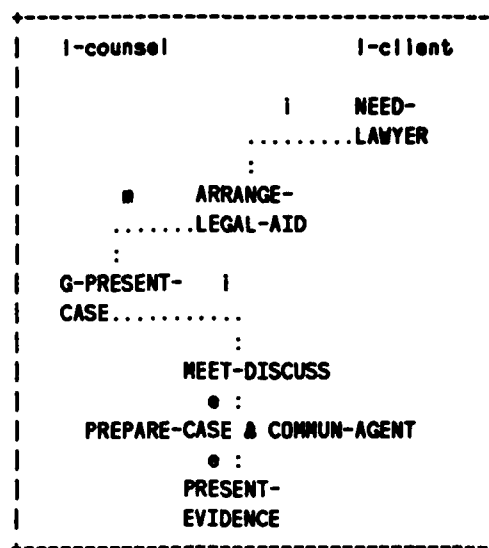 i-counsel i-client
i NEED-
.........LAWYER
:
m ARRANGE-
.......LEGAL-AID
:
G-PRESENT- i
CASE...........
:
MEET-DISCUSS
e :
PREPARE-CASE & COMMUN-AGENT
e :
PRESENT-
EVIDENCE